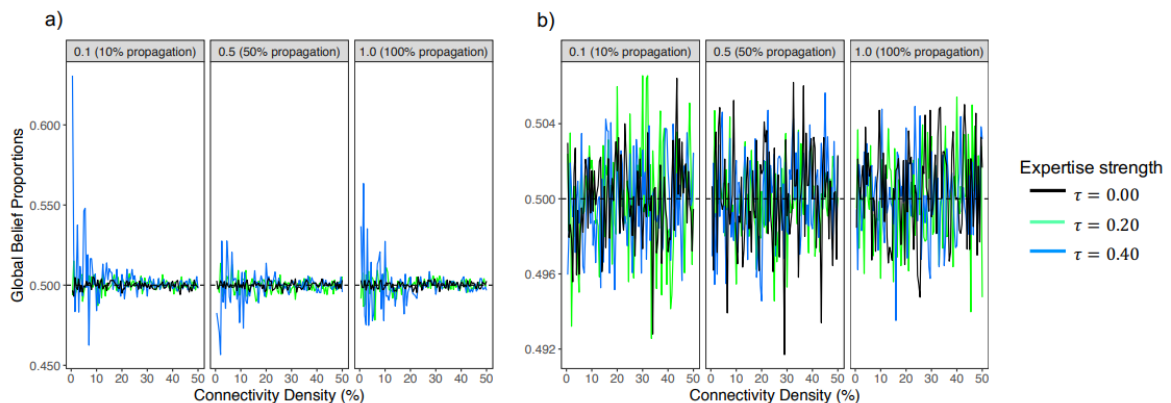 a)
0.1 (10% propagation)
0.5 (50% propagation)
1.0 (100% propagation)
Global Belief Proportions
0.600
0.550
0.500
0.450
0 10 20 30 40 50
0 10 20 30 40 50
0 10 20 30 40 50
Connectivity Density (%)
b)
0.1 (10% propagation)
0.5 (50% propagation)
1.0 (100% propagation)
0.504
0.500
0.496
0.492
0 10 20 30 40 50
0 10 20 30 40 50
0 10 20 30 40 50
Connectivity Density (%)
Expertise strength
τ = 0.00
τ = 0.20
τ = 0.40